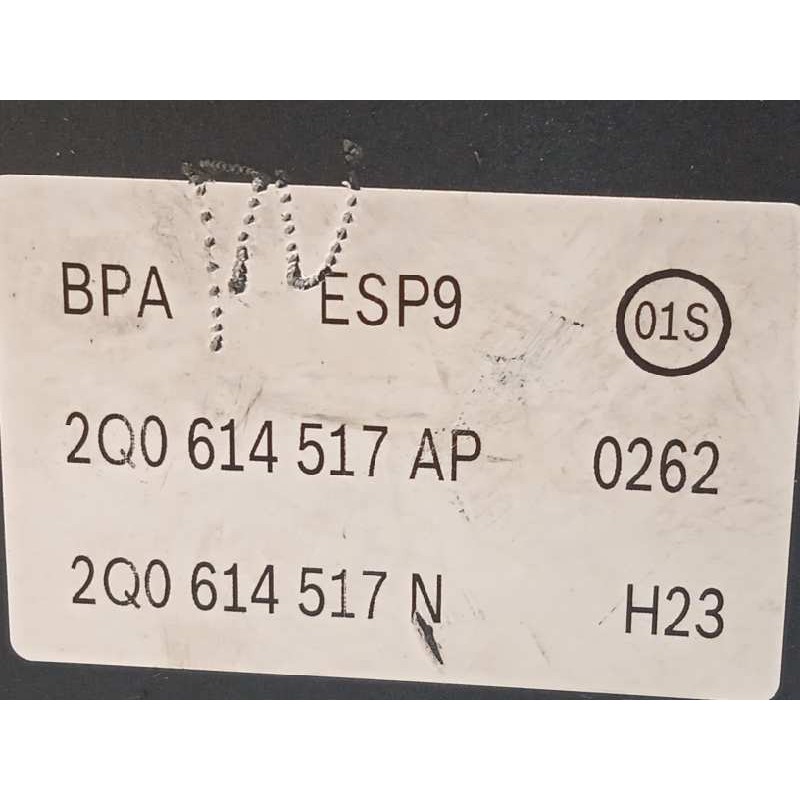 BPA ESP9 01S
2Q0 614 517 AP 0262
2Q0 614 517 N H23